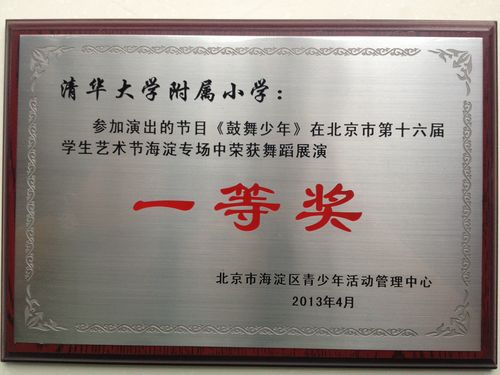 清华大学附属小学：
参加演出的节目《鼓舞少年》在北京市第十六届
学生艺术节海淀专场中荣获舞蹈展演
一等奖
北京市海淀区青少年活动管理中心
2013年4月